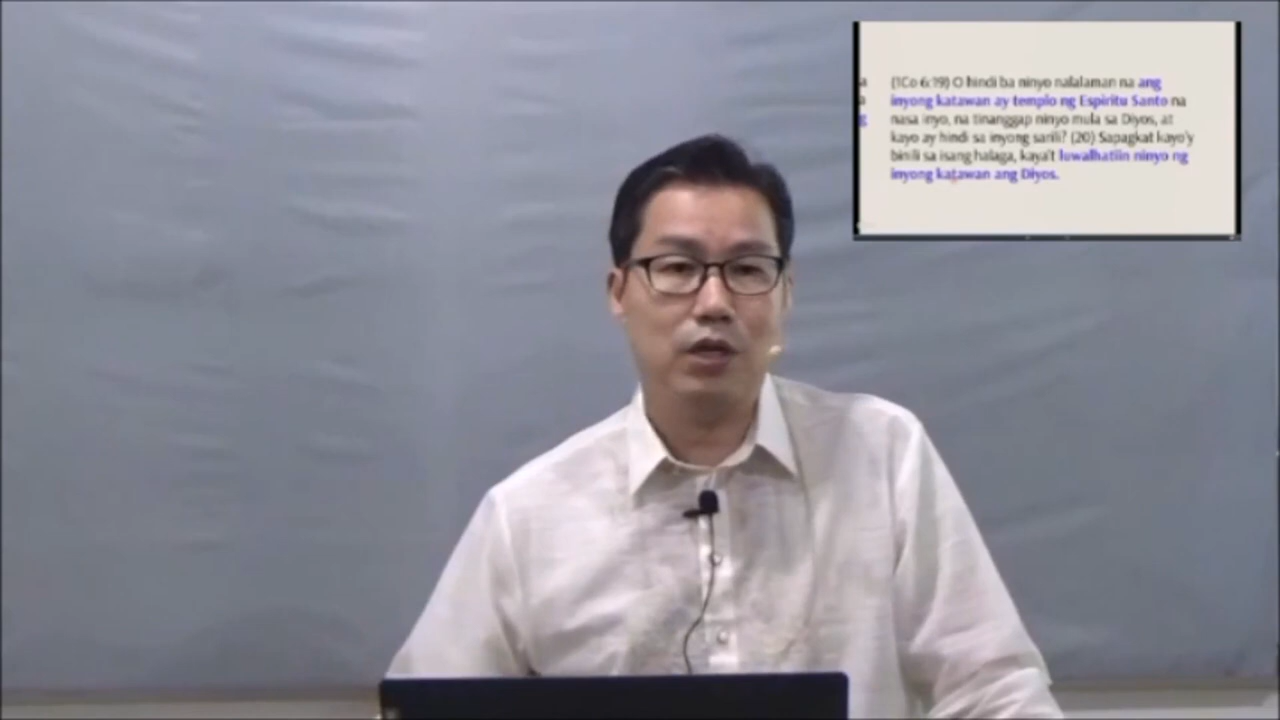 (1Co 6:19) O hindi ba ninyo nalalaman na ang
inyong katawan ay templo ng Espiritu Santo na
nasa inyo, na tinanggap ninyo mula sa Diyos, at
kayo ay hindi sa inyong sarili? (20) Sapagkat kayo'y
binili sa isang halaga, kaya't luwalhatiin ninyo ng
inyong katawan ang Diyos.